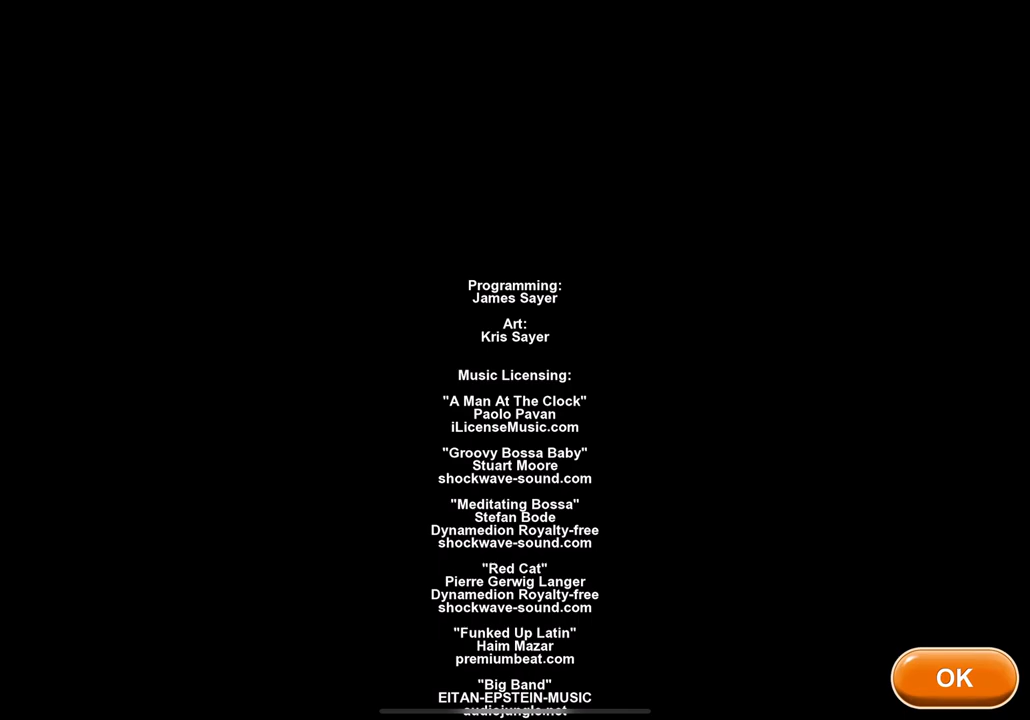 Programming:
James Sayer
Art:
Kris Sayer
Music Licensing:
"A Man At The Clock"
Paolo Pavan
iLicenseMusic.com
"Groovy Bossa Baby"
Stuart Moore
shockwave-sound.com
"Meditating Bossa"
Stefan Bode
Dynamedion Royalty-free
shockwave-sound.com
"Red Cat"
Pierre Gerwig Langer
Dynamedion Royalty-free
shockwave-sound.com
"Funked Up Latin"
Haim Mazar
premiumbeat.com
"Big Band"
EITAN-EPSTEIN-MUSIC
audiojungle.net
OK